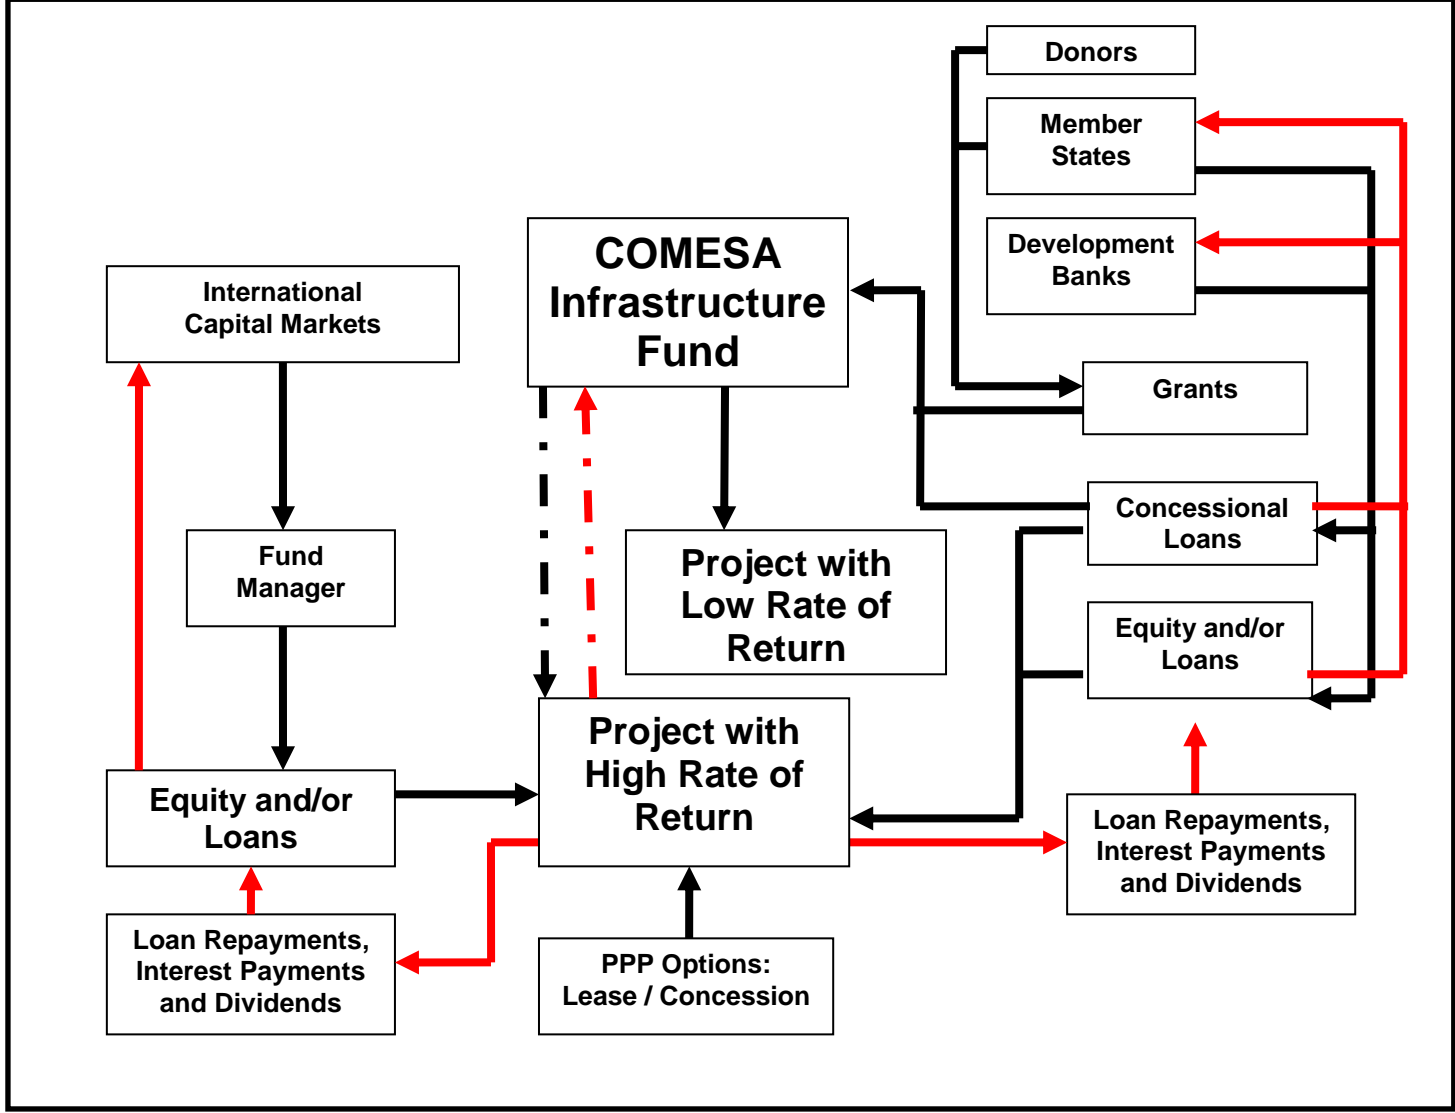 Donors
Member
States
Development
Banks
COMESA
Infrastructure
Fund
International
Capital Markets
Grants
Concessional
Loans
Fund
Manager
Project with
Low Rate of
Return
Equity and/or
Loans
Project with
High Rate of
Return
Equity and/or
Loans
Loan Repayments,
Interest Payments
and Dividends
Loan Repayments,
Interest Payments
and Dividends
PPP Options:
Lease / Concession